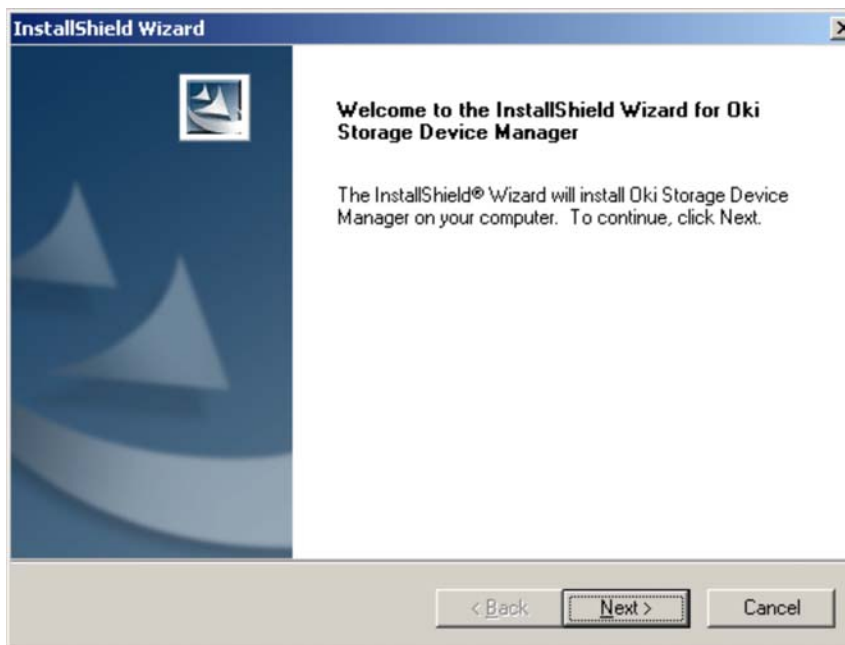 InstallShield Wizard
Welcome to the InstallShield Wizard for Oki
Storage Device Manager
The InstallShield® Wizard will install Oki Storage Device
Manager on your computer.  To continue, click Next.
< Back
Next >
Cancel